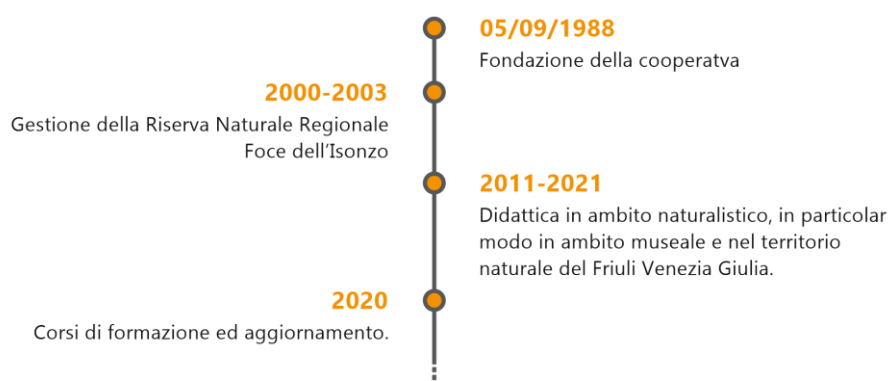 05/09/1988
Fondazione della cooperatva
2000-2003
Gestione della Riserva Naturale Regionale
Foce dell'Isonzo
2011-2021
Didattica in ambito naturalistico, in particolar
modo in ambito museale e nel territorio
naturale del Friuli Venezia Giulia.
2020
Corsi di formazione ed aggiornamento.